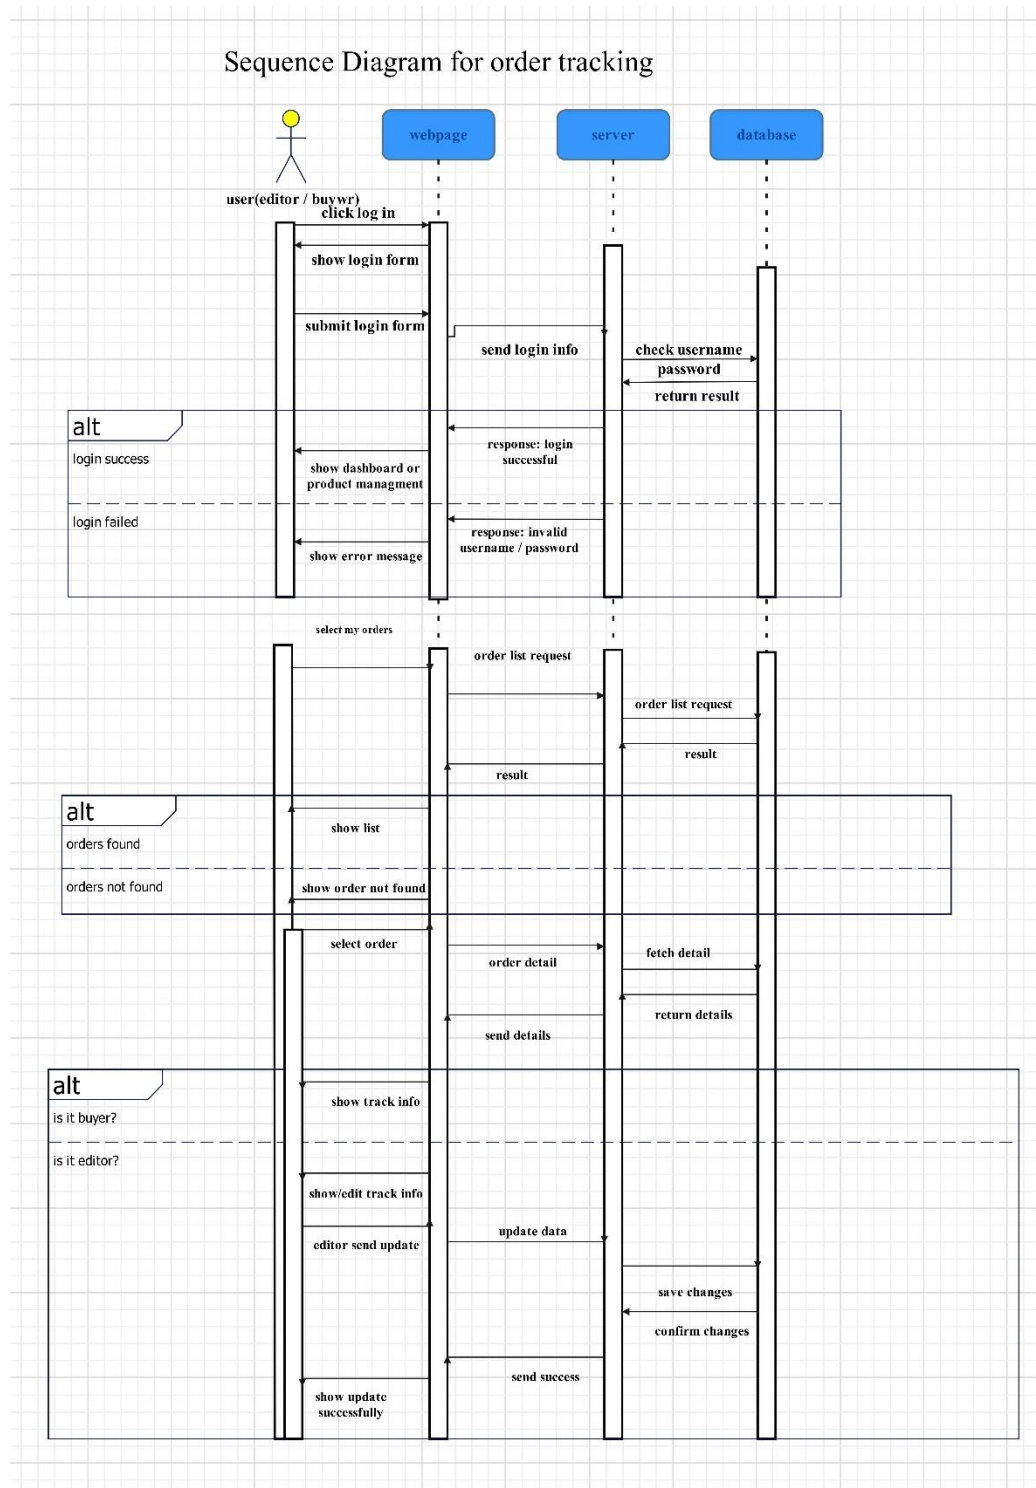 Sequence Diagram for order tracking
webpage
server
database
user(editor / buywr)
click log in
show login form
submit login form
send login info
check username
password
return result
alt
login success
response: login
successful
show dashboard or
product managment
login failed
response: invalid
username / password
show error message
select my orders
order list request
order list request
result
result
alt
show list
orders found
orders not found
show order not found
select order
order detail
fetch detail
return details
send details
alt
show track info
is it buyer?
is it editor?
show/edit track info
update data
editor send update
save changes
confirm changes
send success
show update
successfully